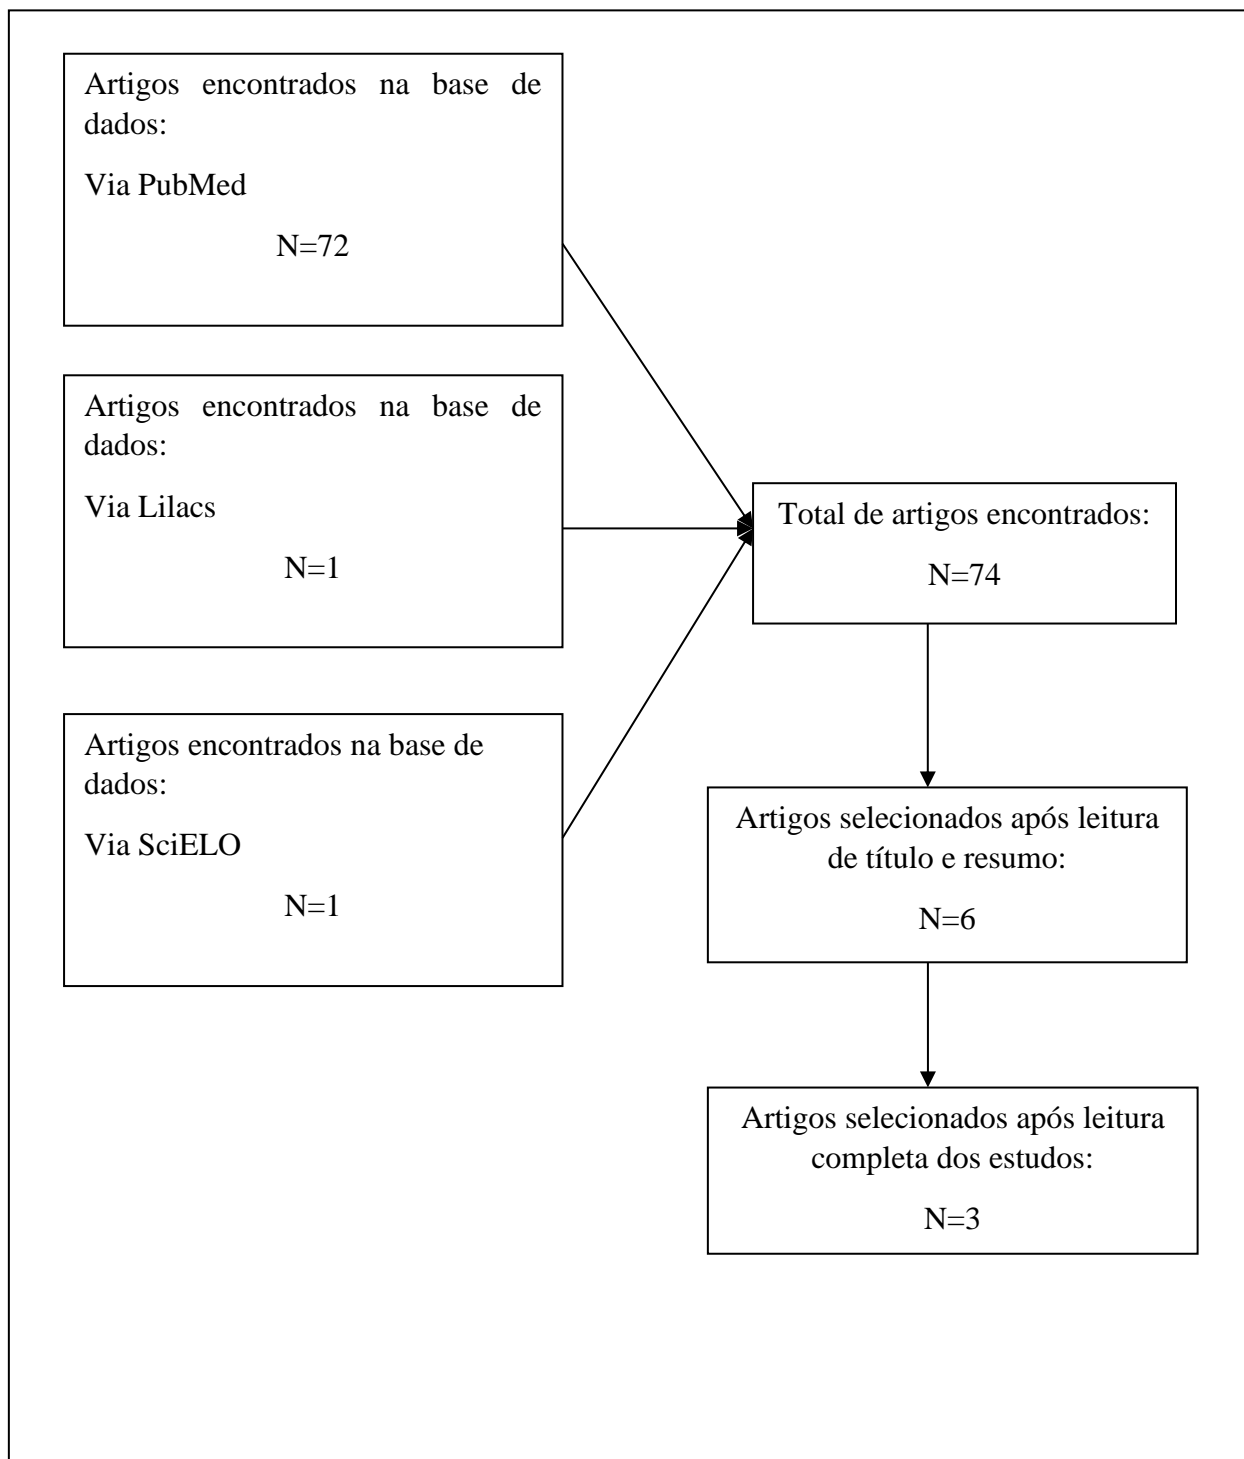 Artigos encontrados na base de
dados:
Via PubMed
N=72
Artigos encontrados na base de
dados:
Via Lilacs
N=1
Artigos encontrados na base de
dados:
Via SciELO
N=1
Total de artigos encontrados:
N=74
Artigos selecionados após leitura
de título e resumo:
N=6
Artigos selecionados após leitura
completa dos estudos:
N=3